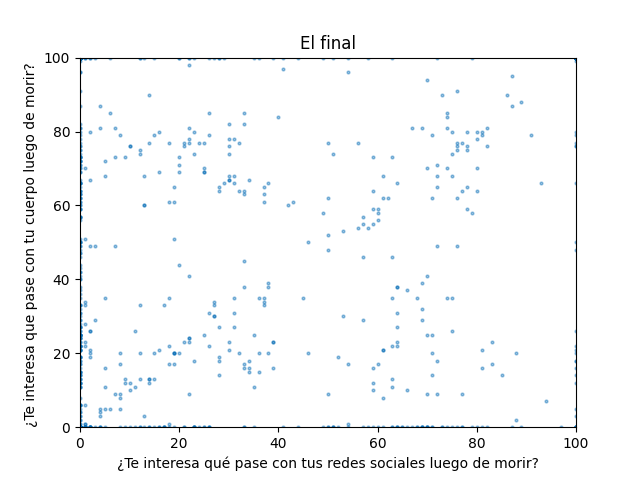 El final
¿Te interesa que pase con tu cuerpo luego de morir?
100
80
60
40
20
0
0 20 40 60 80 100
¿Te interesa qué pase con tus redes sociales luego de morir?